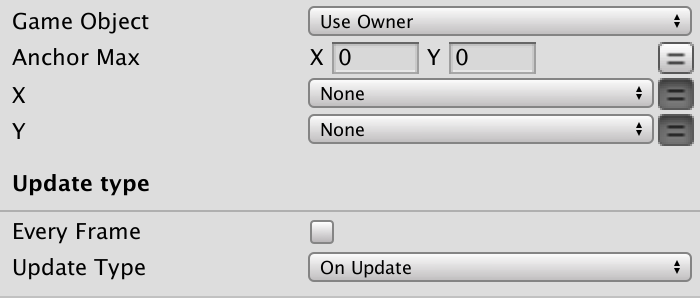 Game Object Use Owner
Anchor Max X 0 Y 0
X None
Y None
Update type
Every Frame
Update Type On Update